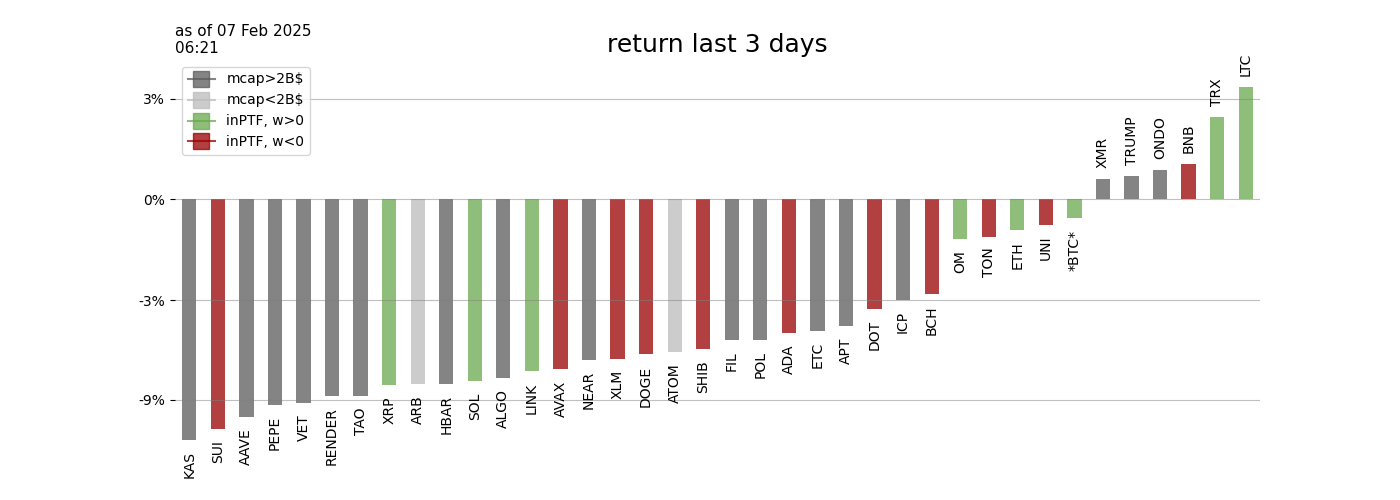 as of 07 Feb 2025
06:21
return last 3 days
mcap>2B$
mcap<2B$
inPTF, w>0
inPTF, w<0
3%
0%
-3%
-9%
KAS
SUI
AAVE
PEPE
VET
RENDER
TAO
XRP
ARB
HBAR
SOL
ALGO
LINK
AVAX
NEAR
XLM
DOGE
ATOM
SHIB
FIL
POL
ADA
ETC
APT
DOT
ICP
BCH
OM
TON
ETH
UNI
*BTC*
XMR
TRUMP
ONDO
BNB
TRX
LTC